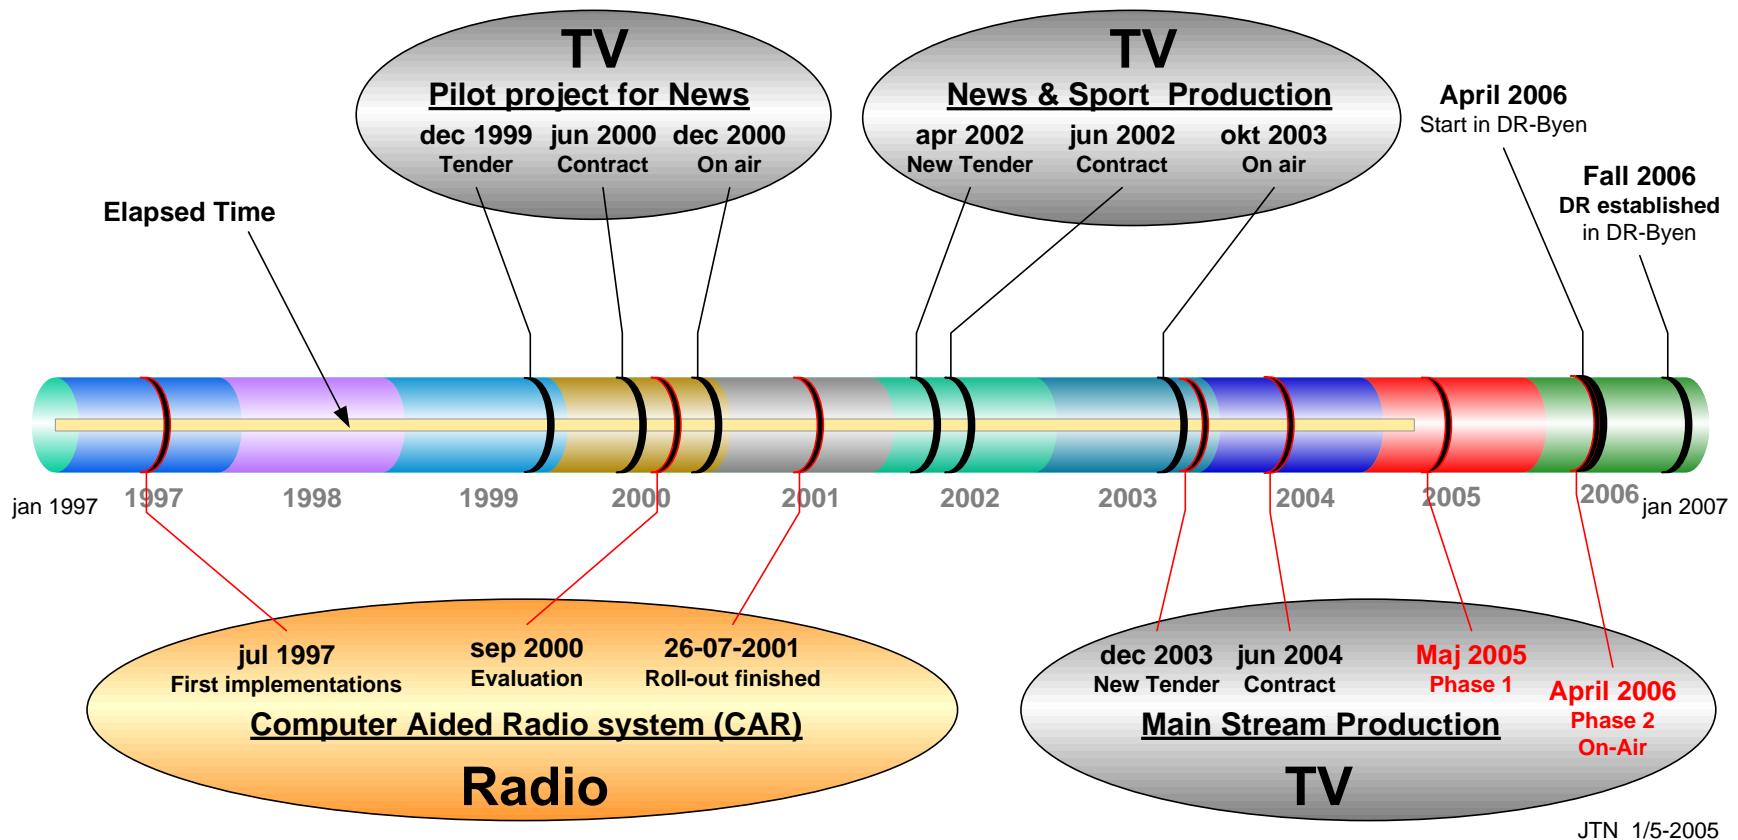 TV
Pilot project for News
dec 1999 jun 2000 dec 2000
Tender Contract On air
TV
News & Sport Production
apr 2002 jun 2002 okt 2003
New Tender Contract On air
April 2006
Start in DR-Byen
Fall 2006
DR established
in DR-Byen
Elapsed Time
jan 1997 1997 1998 1999 2000 2001 2002 2003 2004 2005 2006 jan 2007
jul 1997 sep 2000 26-07-2001
First implementations Evaluation Roll-out finished
Computer Aided Radio system (CAR)
Radio
dec 2003 jun 2004 Maj 2005
New Tender Contract Phase 1
April 2006
Phase 2
On-Air
Main Stream Production
TV
JTN 1/5-2005